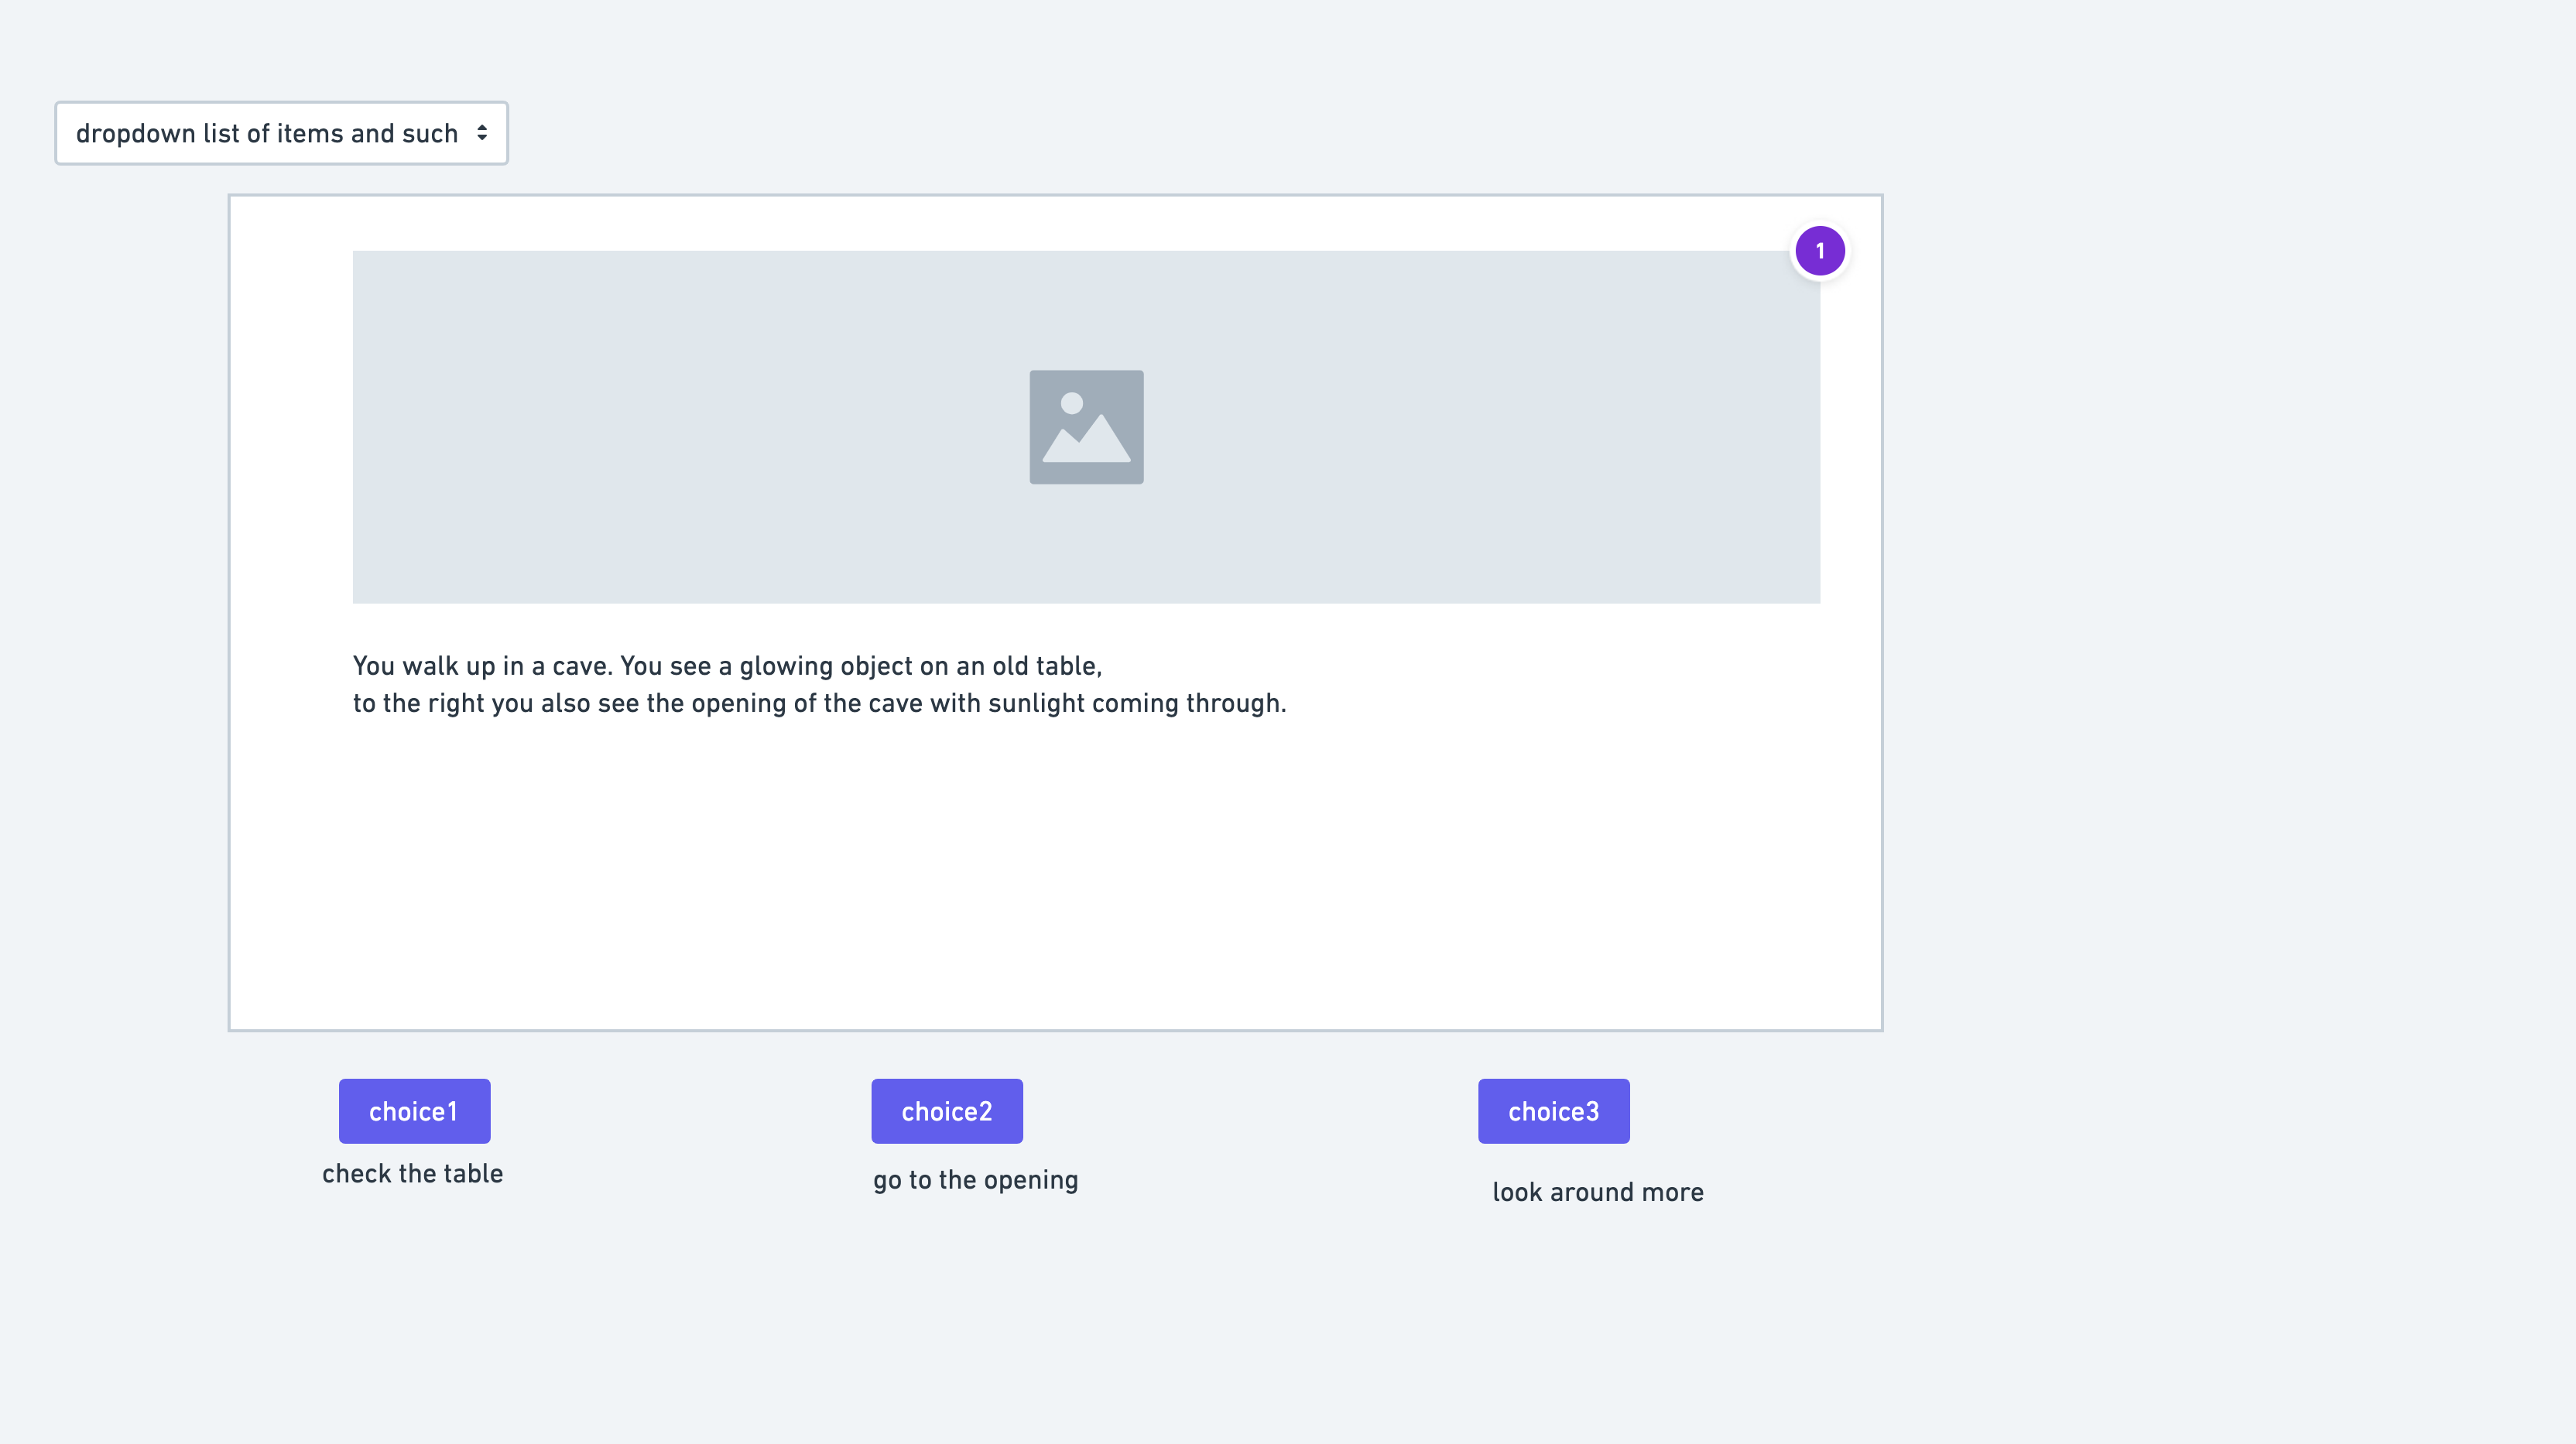 dropdown list of items and such
1
You walk up in a cave. You see a glowing object on an old table,
to the right you also see the opening of the cave with sunlight coming through.
choice1
choice2
choice3
check the table
go to the opening
look around more